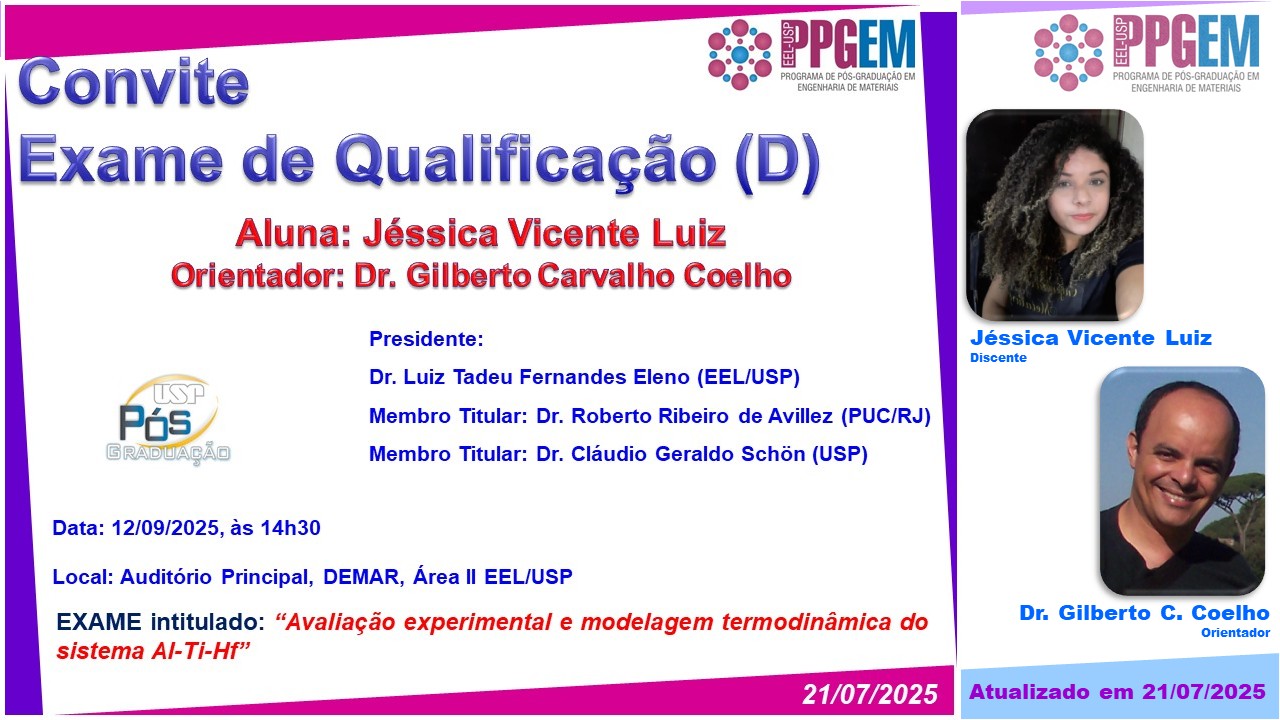 Convite
Exame de Qualificação (D)
EEL-USP PPGEM
PROGRAMA DE PÓS-GRADUAÇÃO EM
ENGENHARIA DE MATERIAIS
Aluna: Jéssica Vicente Luiz
Orientador: Dr. Gilberto Carvalho Coelho
Presidente:
Dr. Luiz Tadeu Fernandes Eleno (EEL/USP)
Membro Titular: Dr. Roberto Ribeiro de Avillez (PUC/RJ)
Membro Titular: Dr. Cláudio Geraldo Schön (USP)
USP
Pós
GRADUAÇÃO
Data: 12/09/2025, às 14h30
Local: Auditório Principal, DEMAR, Área II EEL/USP
EXAME intitulado: “Avaliação experimental e modelagem termodinâmica do
sistema Al-Ti-Hf”
21/07/2025
EEL-USP PPGEM
PROGRAMA DE PÓS-GRADUAÇÃO EM
ENGENHARIA DE MATERIAIS
Jéssica Vicente Luiz
Discente
Dr. Gilberto C. Coelho
Orientador
Atualizado em 21/07/2025